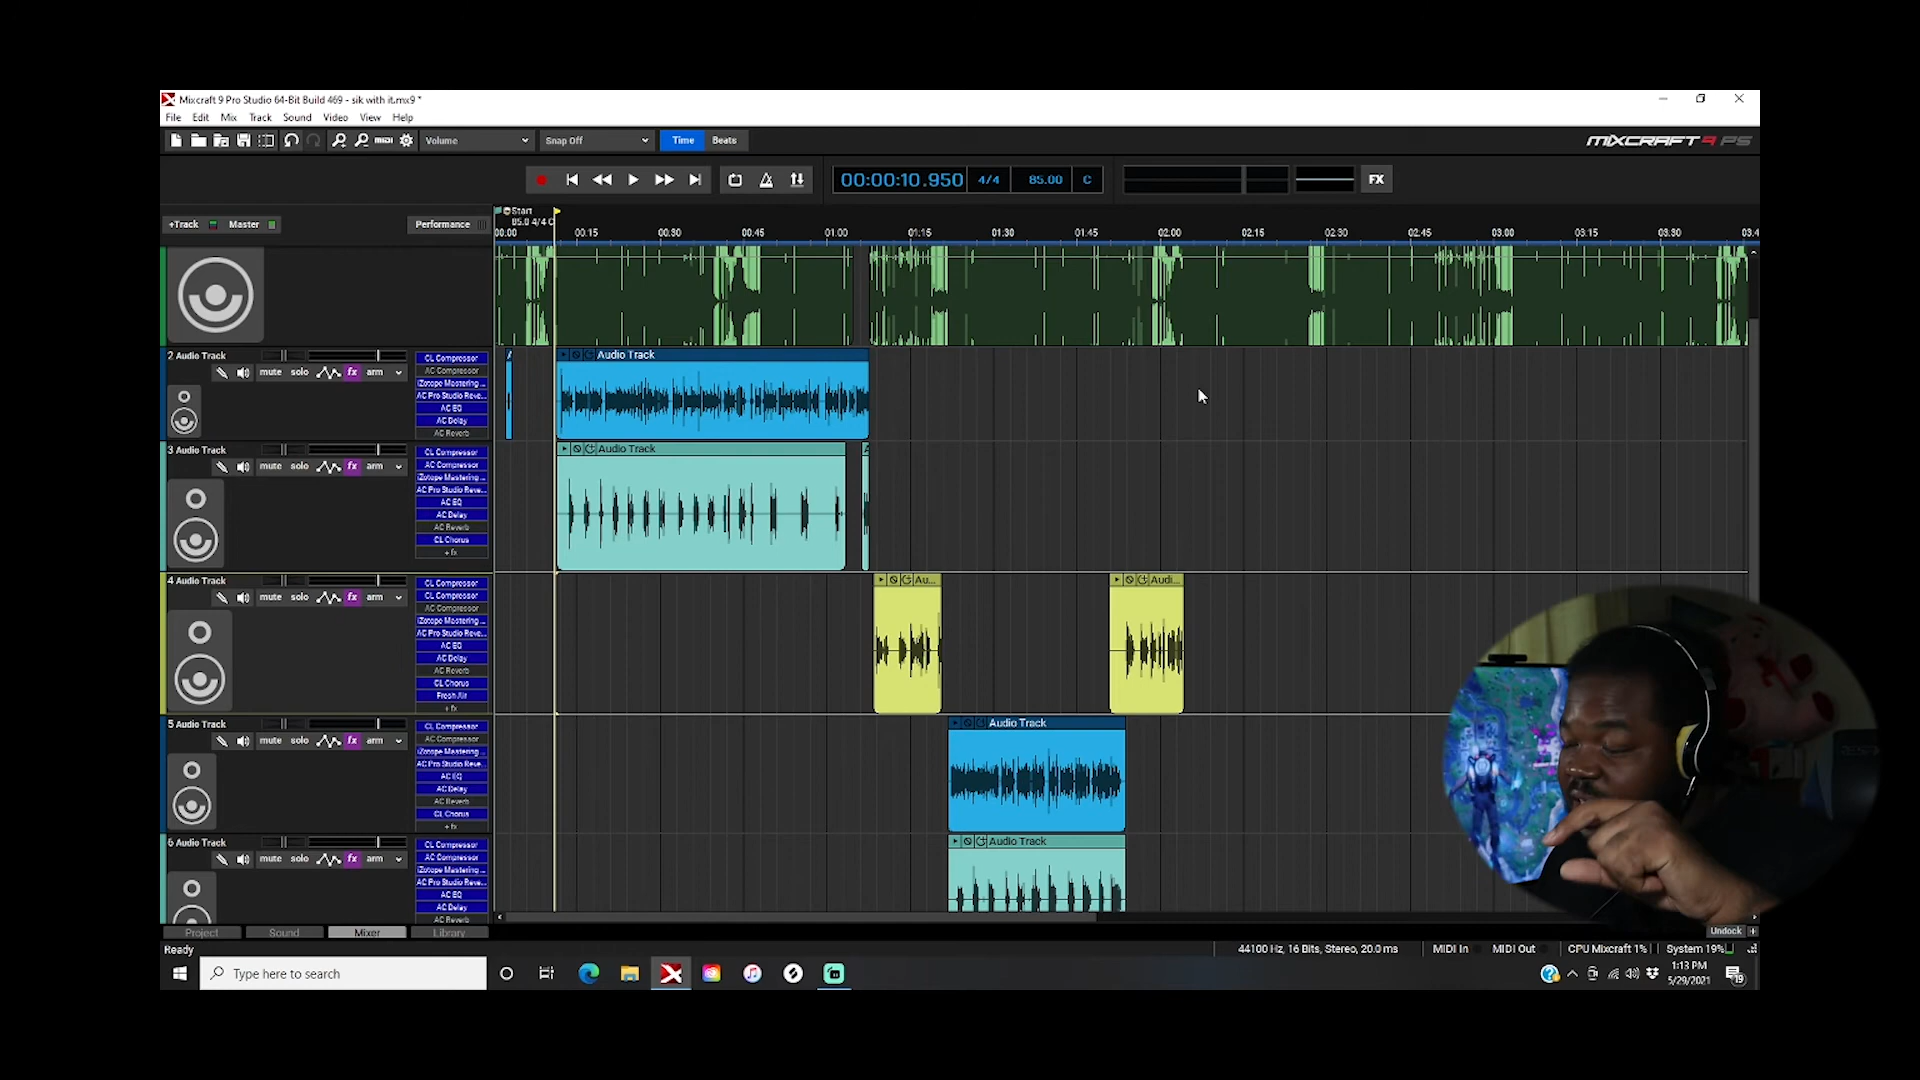 Mixcraft 9 Pro Studio 64-Bit Build 469 - sik with it.mx9 *
File Edit Mix Track Sound Video View Help
MIDI Volume Snap Off Time Beats
MIXCRAFT 9 PS
00:00:10.950 4/4 85.00 C FX
+Track Master Performance
Start
85.0 4/4 C
00:00 00:15 00:30 00:45 01:00 01:15 01:30 01:45 02:00 02:15 02:30 02:45 03:00 03:15 03:30 03:4
2 Audio Track
mute solo fx arm
CL Compressor
AC Compressor
iZotope Mastering ...
AC Pro Studio Reve...
AC EQ
AC Delay
AC Reverb
A Audio Track
3 Audio Track
mute solo fx arm
CL Compressor
AC Compressor
iZotope Mastering ...
AC Pro Studio Reve...
AC EQ
AC Delay
AC Reverb
CL Chorus
+ fx
Audio Track A
4 Audio Track
mute solo fx arm
CL Compressor
CL Compressor
AC Compressor
iZotope Mastering ...
AC Pro Studio Reve...
AC EQ
AC Delay
AC Reverb
CL Chorus
Fresh Air
+ fx
Au... Audi...
5 Audio Track
mute solo fx arm
CL Compressor
AC Compressor
iZotope Mastering ...
AC Pro Studio Reve...
AC EQ
AC Delay
AC Reverb
CL Chorus
+ fx
Audio Track
6 Audio Track
mute solo fx arm
CL Compressor
AC Compressor
iZotope Mastering ...
AC Pro Studio Reve...
AC EQ
AC Delay
AC Reverb
Audio Track
Project Sound Mixer Library Undock
Ready 44100 Hz, 16 Bits, Stereo, 20.0 ms MIDI In MIDI Out CPU Mixcraft 1% System 19%
Type here to search
1:13 PM
5/29/2021
19